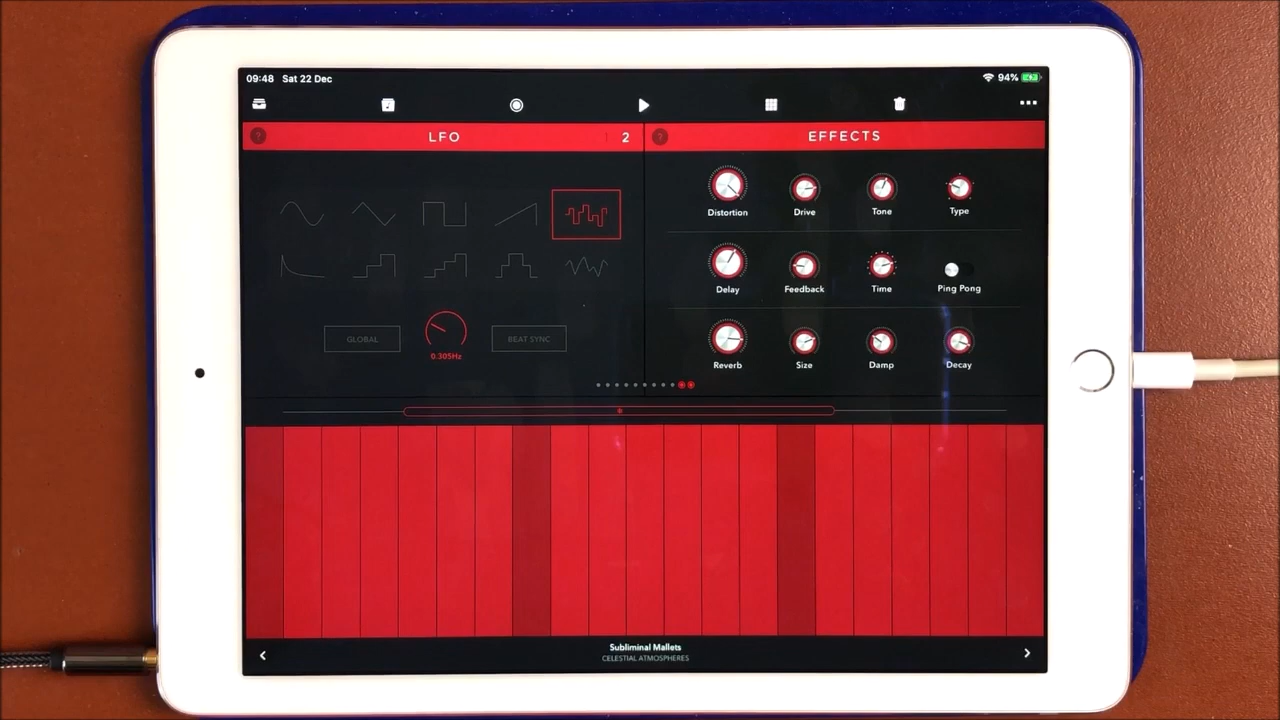 09:48 Sat 22 Dec
94%
? LFO 1 2
? EFFECTS
Distortion Drive Tone Type
Delay Feedback Time Ping Pong
GLOBAL BEAT SYNC
0.305Hz
Reverb Size Damp Decay
Subliminal Mallets
CELESTIAL ATMOSPHERES